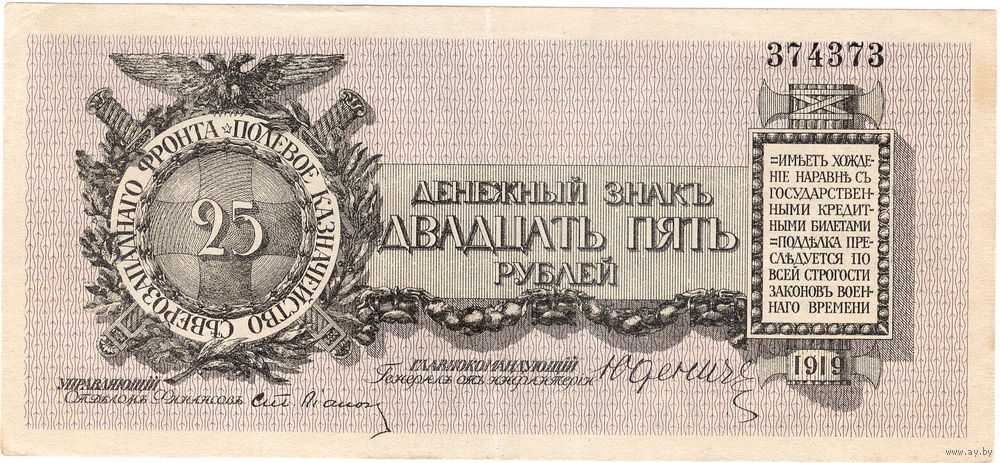 374373
ПОЛЕВОЕ КАЗНАЧЕЙСТВО СѢВЕРОЗАПАДНАГО ФРОНТА
25
ДЕНЕЖНЫЙ ЗНАКЪ
ДВАДЦАТЬ ПЯТЬ
РУБЛЕЙ
=ИМѢЕТЪ ХОЖДЕ-
НІЕ НАРАВНѢ СЪ
ГОСУДАРСТВЕН-
НЫМИ КРЕДИТ-
НЫМИ БИЛЕТАМИ
=ПОДДѢЛКА ПРЕ-
СЛѢДУЕТСЯ ПО
ВСЕЙ СТРОГОСТИ
ЗАКОНОВЪ ВОЕН-
НАГО ВРЕМЕНИ
1919
ГЛАВНОКОМАНДУЮЩІЙ
Генералъ отъ инфантеріи Юденичъ
УПРАВЛЯЮЩІЙ
Отдѣломъ Финансовъ
www.ay.by